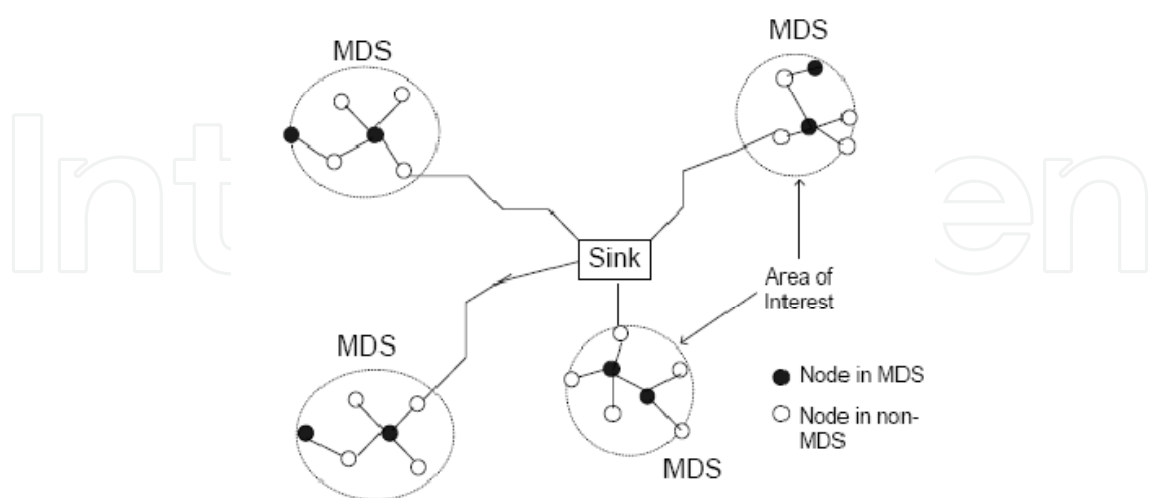 MDS
MDS
Sink
Area of
Interest
MDS
Node in MDS
Node in non-
MDS
MDS